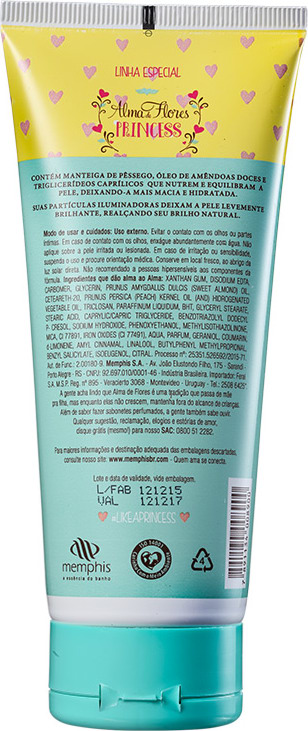 LINHA ESPECIAL
Alma de Flores
PRINCESS
CONTÉM MANTEIGA DE PÊSSEGO, ÓLEO DE AMÊNDOAS DOCES E
TRIGLICERÍDEOS CAPRÍLICOS QUE NUTREM E EQUILIBRAM A
PELE, DEIXANDO-A MAIS MACIA E HIDRATADA.
SUAS PARTÍCULAS ILUMINADORAS DEIXAM A PELE LEVEMENTE
BRILHANTE, REALÇANDO SEU BRILHO NATURAL.
Modo de usar e cuidados: Uso externo. Evitar o contato com os olhos ou partes
íntimas. Em caso de contato com os olhos, enxágue abundantemente com água. Não
aplique sobre a pele irritada ou lesionada. Em caso de irritação ou sensibilidade,
suspenda o uso e procure orientação médica. Conserve em local fresco, ao abrigo da
luz solar direta. Não recomendado a pessoas hipersensíveis aos componentes da
fórmula. Ingredientes que dão alma ao Alma: XANTHAN GUM, DISODIUM EDTA,
CARBOMER, GLYCERIN, PRUNUS AMYGDALUS DULCIS (SWEET ALMOND) OIL,
CETEARETH 20, PRUNUS PERSICA (PEACH) KERNEL OIL (AND) HYDROGENATED
VEGETABLE OIL, TRICLOSAN, PARAFFINUM LIQUIDUM, BHT, GLYCERYL STEARATE,
STEARIC ACID, CAPRYLIC/CAPRIC TRIGLYCERIDE, BENZOTRIAZOLYL
SODIUM HYDROXIDE, PHENOXYETHANOL, METHYLISOTHIAZOLINONE,
MICA, CI 77891, IRON OXIDES (CI 77491), AQUA, PARFUM, GERANIOL, COUMARIN,
D-LIMONENE, AMYL CINNAMAL, LINALOOL, BUTYLPHENYL METHYLPROPIONAL,
BENZYL SALICYLATE, ISOEUGENOL, CITRAL. Processo nº: 25351.526592/2015-71.
Aut. de Func.: 2.00180-9. Memphis S.A. - Av. João Elustondo Filho, 175 - Sarandi
Porto Alegre - RS - CNPJ: 92.697.010/0001-46 - Indústria Brasileira. Importador: Fena
S.A. M.S.P. Reg. nº 895 - Veracierto 3068 - Montevideo - Uruguay - Tel: 2508 6425
A gente acha lindo que Alma de Flores é uma tradição que passa de mãe
pra filha, mas enquanto elas não crescem, mantenha fora do alcance de crianças.
Além de saber fazer sabonetes perfumados, a gente também sabe ouvir.
Qualquer sugestão, reclamação, elogios e estórias de amor,
disque grátis (mesmo!) para nosso SAC: 0800 51 2282.
Para maiores informações e destinação adequada das embalagens descartadas,
consulte nosso site: www.memphisbr.com - Quem ama se conecta.
Lote e data de validade, vide embalagem.
L/FAB 121215
VAL 121217
#LIKEAPRINCESS
memphis
a essência do banho
ISO 14001
4